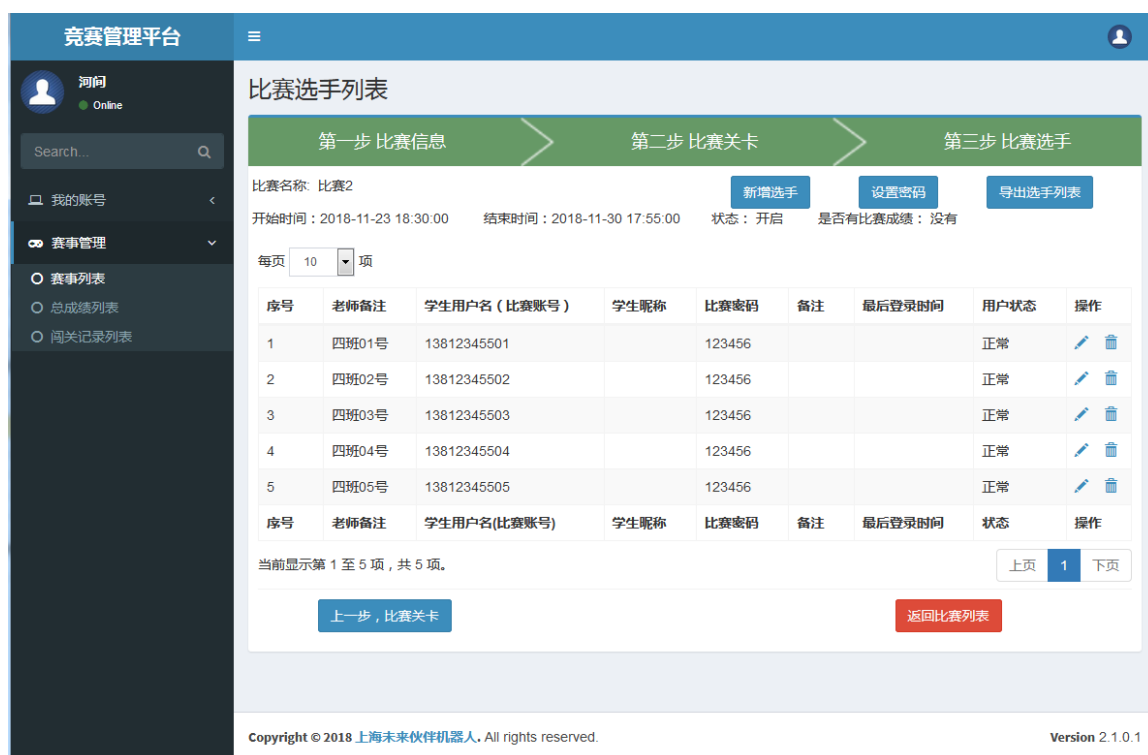 竞赛管理平台
河间
Online
Search...
我的账号
赛事管理
赛事列表
总成绩列表
闯关记录列表
比赛选手列表
第一步 比赛信息 第二步 比赛关卡 第三步 比赛选手
比赛名称: 比赛2 新增选手 设置密码 导出选手列表
开始时间：2018-11-23 18:30:00 结束时间：2018-11-30 17:55:00 状态： 开启 是否有比赛成绩： 没有
每页 10 项
序号 老师备注 学生用户名（比赛账号） 学生昵称 比赛密码 备注 最后登录时间 用户状态 操作
1 四班01号 13812345501 123456 正常
2 四班02号 13812345502 123456 正常
3 四班03号 13812345503 123456 正常
4 四班04号 13812345504 123456 正常
5 四班05号 13812345505 123456 正常
序号 老师备注 学生用户名(比赛账号) 学生昵称 比赛密码 备注 最后登录时间 状态 操作
当前显示第 1 至 5 项，共 5 项。 上页 1 下页
上一步，比赛关卡 返回比赛列表
Copyright © 2018 上海未来伙伴机器人. All rights reserved. Version 2.1.0.1